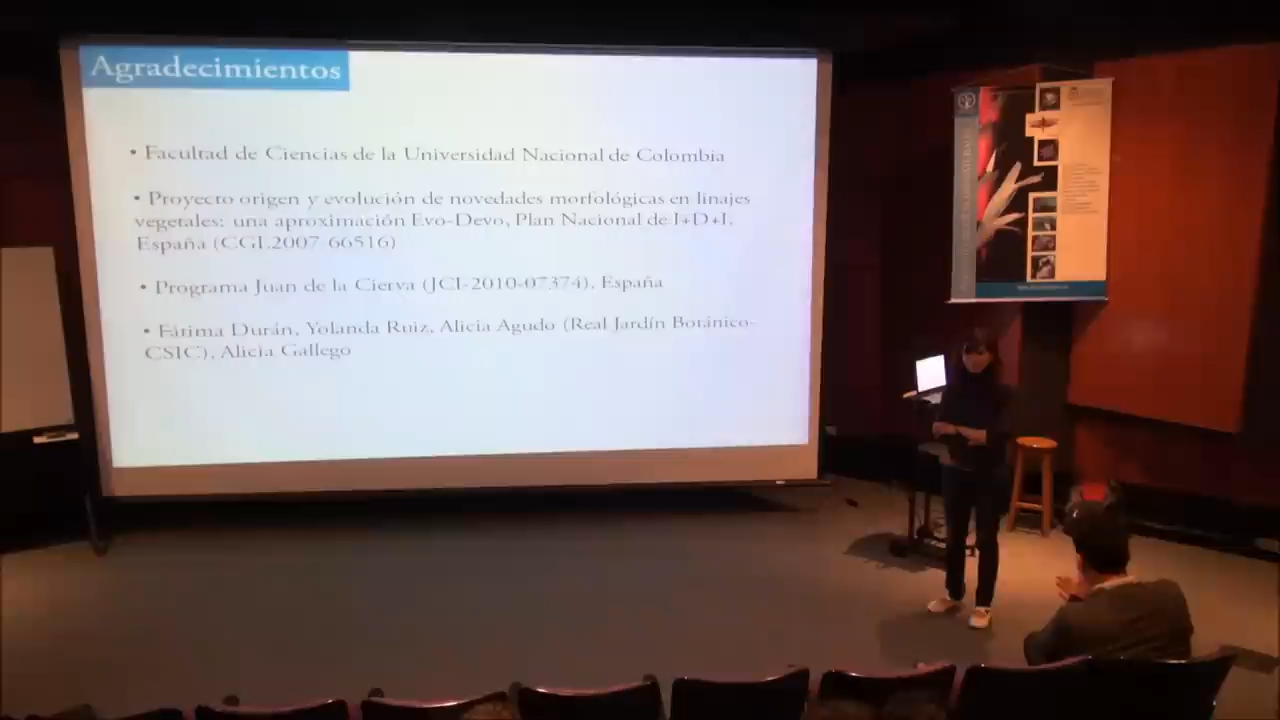 Agradecimientos
• Facultad de Ciencias de la Universidad Nacional de Colombia
• Proyecto origen y evolución de novedades morfológicas en linajes
vegetales: una aproximación Evo-Devo, Plan Nacional de I+D+I,
España (CGL2007-66516)
• Programa Juan de la Cierva (JCI-2010-07374), España
• Fátima Durán, Yolanda Ruiz, Alicia Agudo (Real Jardín Botánico-
CSIC), Alicia Gallego